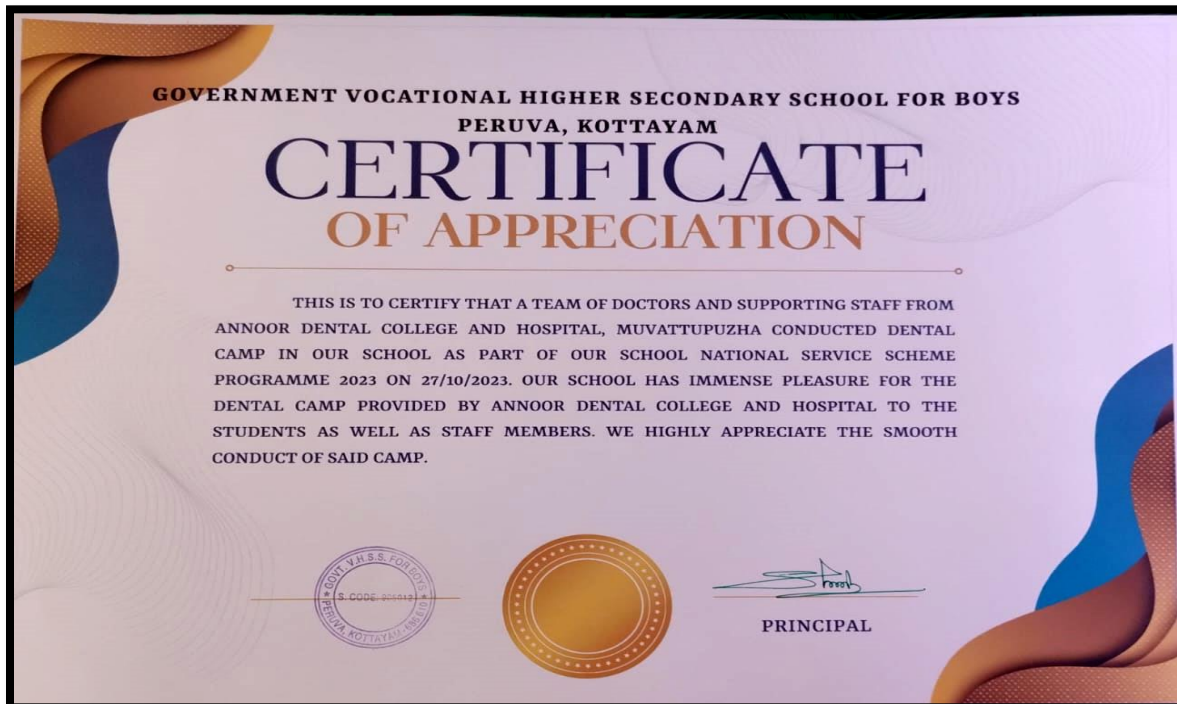 GOVERNMENT VOCATIONAL HIGHER SECONDARY SCHOOL FOR BOYS
PERUVA, KOTTAYAM
CERTIFICATE
OF APPRECIATION
THIS IS TO CERTIFY THAT A TEAM OF DOCTORS AND SUPPORTING STAFF FROM
ANNOOR DENTAL COLLEGE AND HOSPITAL, MUVATTUPUZHA CONDUCTED DENTAL
CAMP IN OUR SCHOOL AS PART OF OUR SCHOOL NATIONAL SERVICE SCHEME
PROGRAMME 2023 ON 27/10/2023. OUR SCHOOL HAS IMMENSE PLEASURE FOR THE
DENTAL CAMP PROVIDED BY ANNOOR DENTAL COLLEGE AND HOSPITAL TO THE
STUDENTS AS WELL AS STAFF MEMBERS. WE HIGHLY APPRECIATE THE SMOOTH
CONDUCT OF SAID CAMP.
GOVT. V.H.S.S. FOR BOYS
S. CODE:
PERUVA, KOTTAYAM
PRINCIPAL